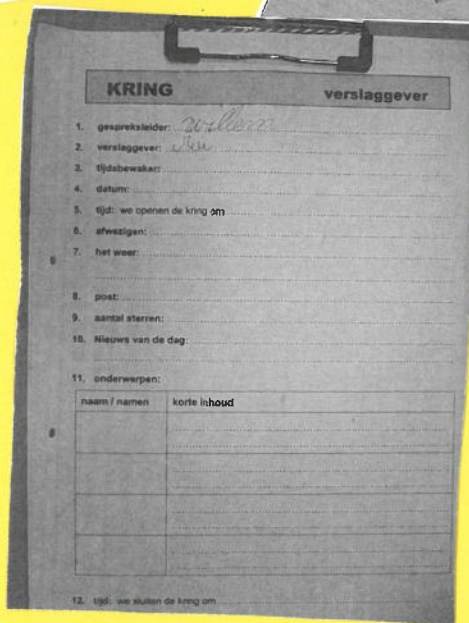 KRING verslaggever
1. gespreksleider: Willem
2. verslaggever:
3. tijdsbewaker:
4. datum:
5. tijd: we openen de kring om
6. afwezigen:
7. het weer:
8. post:
9. aantal sterren:
10. Nieuws van de dag:
11. onderwerpen:
naam / namen korte inhoud
12. tijd: we sluiten de kring om